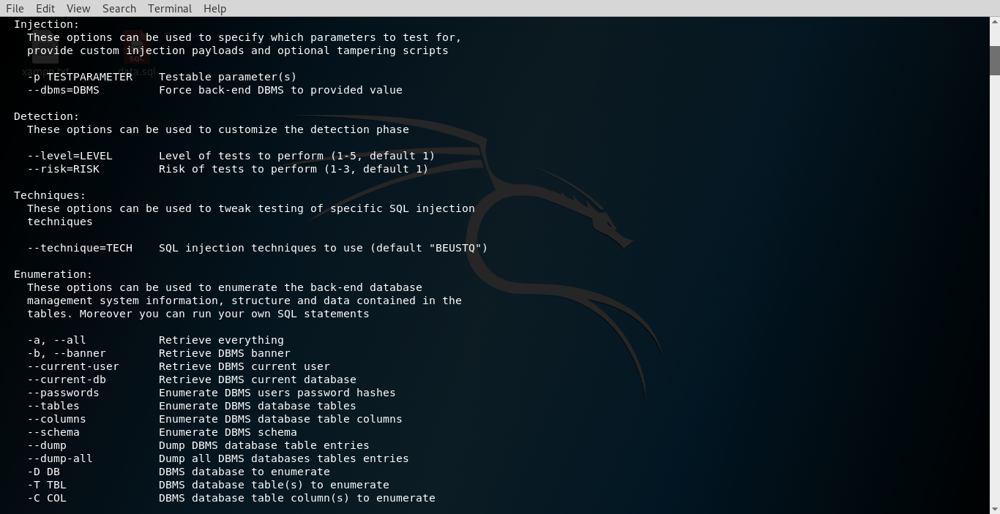 File Edit View Search Terminal Help
Injection:
These options can be used to specify which parameters to test for,
provide custom injection payloads and optional tampering scripts
xampp.txt data.sql
-p TESTPARAMETER Testable parameter(s)
--dbms=DBMS Force back-end DBMS to provided value
Detection:
These options can be used to customize the detection phase
--level=LEVEL Level of tests to perform (1-5, default 1)
--risk=RISK Risk of tests to perform (1-3, default 1)
Techniques:
These options can be used to tweak testing of specific SQL injection
techniques
--technique=TECH SQL injection techniques to use (default "BEUSTQ")
Enumeration:
These options can be used to enumerate the back-end database
management system information, structure and data contained in the
tables. Moreover you can run your own SQL statements
-a, --all Retrieve everything
-b, --banner Retrieve DBMS banner
--current-user Retrieve DBMS current user
--current-db Retrieve DBMS current database
--passwords Enumerate DBMS users password hashes
--tables Enumerate DBMS database tables
--columns Enumerate DBMS database table columns
--schema Enumerate DBMS schema
--dump Dump DBMS database table entries
--dump-all Dump all DBMS databases tables entries
-D DB DBMS database to enumerate
-T TBL DBMS database table(s) to enumerate
-C COL DBMS database table column(s) to enumerate